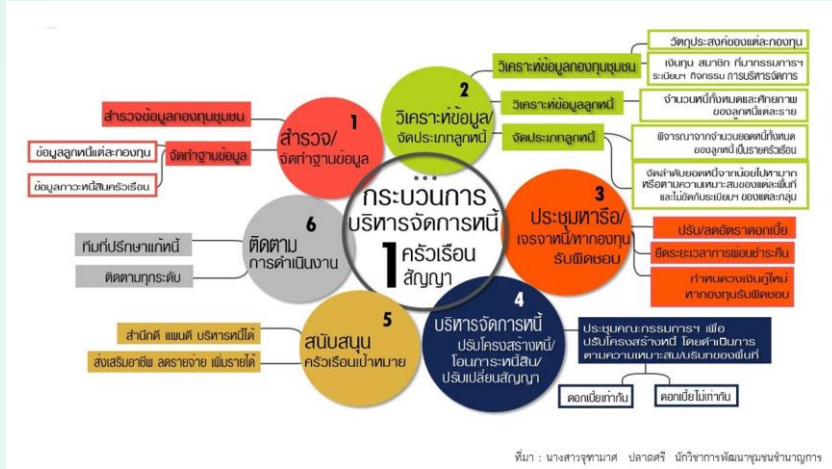 กระบวนการ
บริหารจัดการหนี้
1 ครัวเรือน
สัญญา
1
สำรวจ/
จัดทำฐานข้อมูล
สำรวจข้อมูลกองทุนชุมชน
จัดทำฐานข้อมูล
ข้อมูลลูกหนี้แต่ละกองทุน
ข้อมูลภาวะหนี้สินครัวเรือน
2
วิเคราะห์ข้อมูล/
จัดประเภทลูกหนี้
วิเคราะห์ข้อมูลกองทุนชุมชน
วัตถุประสงค์ของแต่ละกองทุน
เงินทุน สมาชิก ที่มากรรมการฯ
ระเบียบฯ กิจกรรม การบริหารจัดการ
วิเคราะห์ข้อมูลลูกหนี้
จำนวนหนี้ทั้งหมดและศักยภาพ
ของลูกหนี้แต่ละราย
จัดประเภทลูกหนี้
พิจารณาจากจำนวนยอดหนี้ทั้งหมด
ของลูกหนี้ เป็นรายครัวเรือน
จัดลำดับยอดหนี้จากน้อยไปหามาก
หรือตามความเหมาะสมของแต่ละพื้นที่
และไม่ขัดกับระเบียบฯ ของแต่ละกลุ่ม
3
ประชุมหารือ/
เจรจาหนี้/หากองทุน
รับผิดชอบ
ปรับ/ลดอัตราดอกเบี้ย
ยืดระยะเวลาการผ่อนชำระคืน
กำหนดวงเงินกู้ใหม่
หากองทุนรับผิดชอบ
4
บริหารจัดการหนี้
ปรับโครงสร้างหนี้/
โอนภาระหนี้สิน/
ปรับเปลี่ยนสัญญา
ประชุมคณะกรรมการฯ เพื่อ
ปรับโครงสร้างหนี้ โดยดำเนินการ
ตามความเหมาะสม/บริบทของพื้นที่
ดอกเบี้ยเท่ากัน
ดอกเบี้ยไม่เท่ากัน
5
สนับสนุน
ครัวเรือนเป้าหมาย
สำนึกดี แผนดี บริหารหนี้ได้
ส่งเสริมอาชีพ ลดรายจ่าย เพิ่มรายได้
6
ติดตาม
การดำเนินงาน
ทีมที่ปรึกษาแก้หนี้
ติดตามทุกระดับ
ที่มา : นางสาวจุฑามาศ ปลาดศรี นักวิชาการพัฒนาชุมชนชำนาญการ